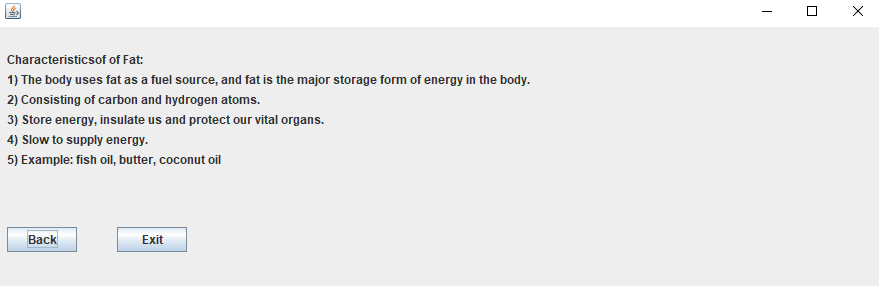 Characteristicsof of Fat:
1) The body uses fat as a fuel source, and fat is the major storage form of energy in the body.
2) Consisting of carbon and hydrogen atoms.
3) Store energy, insulate us and protect our vital organs.
4) Slow to supply energy.
5) Example: fish oil, butter, coconut oil
Back Exit